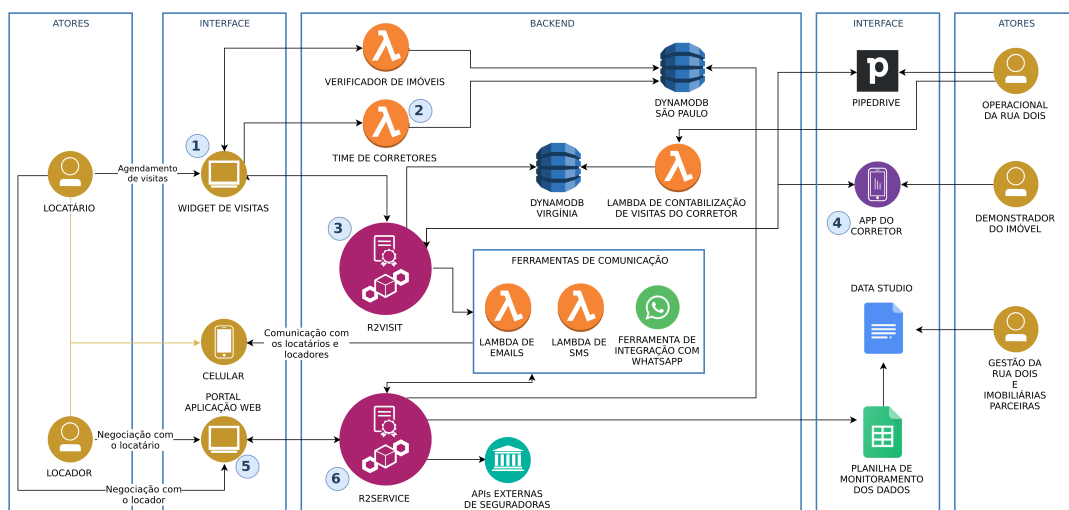 ATORES
INTERFACE
BACKEND
INTERFACE
ATORES
VERIFICADOR DE IMÓVEIS
DYNAMODB
SÃO PAULO
PIPEDRIVE
OPERACIONAL
DA RUA DOIS
2
TIME DE CORRETORES
1
Agendamento
de visitas
LOCATÁRIO
WIDGET DE VISITAS
DYNAMODB
VIRGÍNIA
LAMBDA DE CONTABILIZAÇÃO
DE VISITAS DO CORRETOR
4
APP DO
CORRETOR
DEMONSTRADOR
DO IMÓVEL
3
R2VISIT
FERRAMENTAS DE COMUNICAÇÃO
LAMBDA DE
EMAILS
LAMBDA DE
SMS
FERRAMENTA DE
INTEGRAÇÃO COM
WHATSAPP
DATA STUDIO
Comunicação com
os locatários e
locadores
CELULAR
GESTÃO DA
RUA DOIS
E
IMOBILIÁRIAS
PARCEIRAS
PORTAL
APLICAÇÃO WEB
Negociação com
o locatário
LOCADOR
5
Negociação com
o locador
6
R2SERVICE
APIs EXTERNAS
DE SEGURADORAS
PLANILHA DE
MONITORAMENTO
DOS DADOS